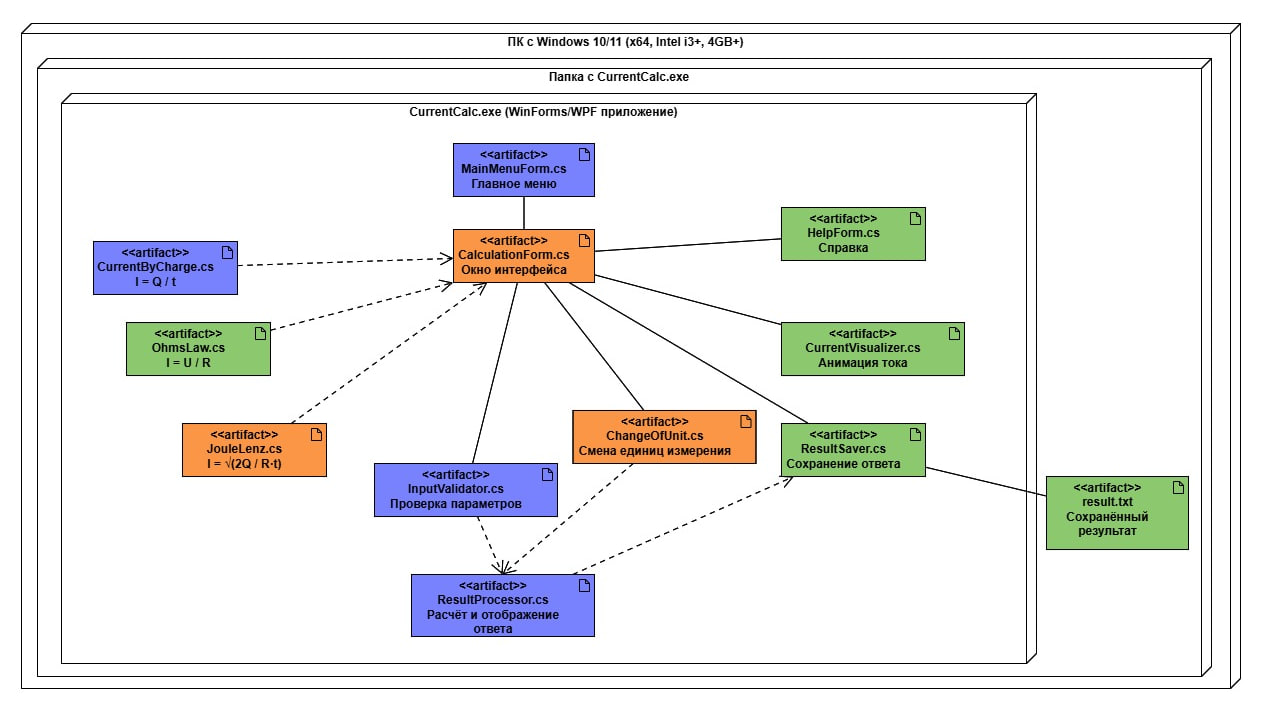 ПК с Windows 10/11 (x64, Intel i3+, 4GB+)
Папка с CurrentCalc.exe
CurrentCalc.exe (WinForms/WPF приложение)
<<artifact>>
MainMenuForm.cs
Главное меню
<<artifact>>
HelpForm.cs
Справка
<<artifact>>
CalculationForm.cs
Окно интерфейса
<<artifact>>
CurrentByCharge.cs
I = Q / t
<<artifact>>
OhmsLaw.cs
I = U / R
<<artifact>>
CurrentVisualizer.cs
Анимация тока
<<artifact>>
JouleLenz.cs
I = √(2Q / R·t)
<<artifact>>
ChangeOfUnit.cs
Смена единиц измерения
<<artifact>>
ResultSaver.cs
Сохранение ответа
<<artifact>>
InputValidator.cs
Проверка параметров
<<artifact>>
result.txt
Сохранённый
результат
<<artifact>>
ResultProcessor.cs
Расчёт и отображение
ответа